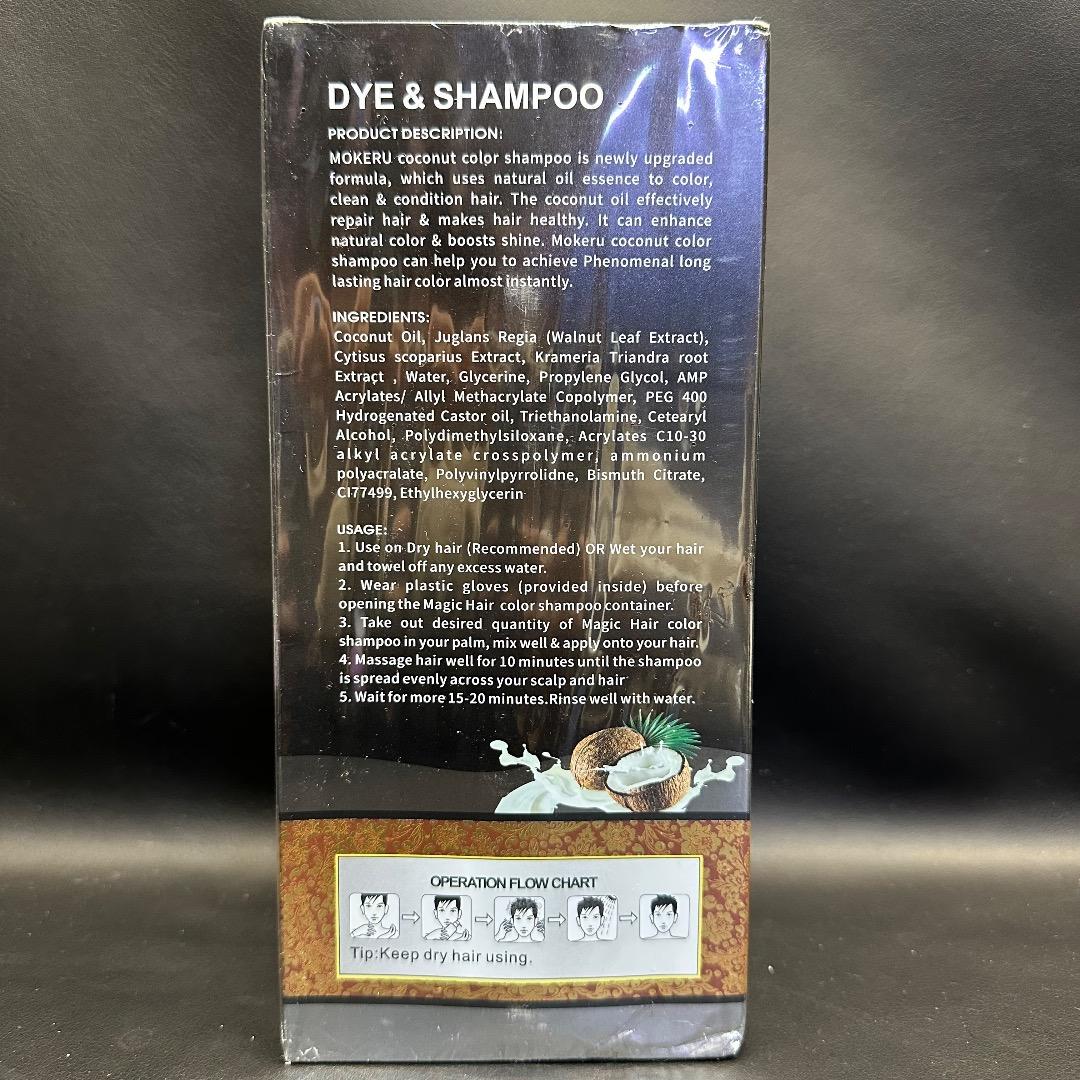 DYE & SHAMPOO
PRODUCT DESCRIPTION:
MOKERU coconut color shampoo is newly upgraded
formula, which uses natural oil essence to color,
clean & condition hair. The coconut oil effectively
repair hair & makes hair healthy. It can enhance
natural color & boosts shine. Mokeru coconut color
shampoo can help you to achieve Phenomenal long
lasting hair color almost instantly.
INGREDIENTS:
Coconut Oil, Juglans Regia (Walnut Leaf Extract),
Cytisus scoparius Extract, Krameria Triandra root
Extract , Water, Glycerine, Propylene Glycol, AMP
Acrylates/ Allyl Methacrylate Copolymer, PEG 400
Hydrogenated Castor oil, Triethanolamine, Cetearyl
Alcohol, Polydimethylsiloxane, Acrylates C10-30
alkyl acrylate crosspolymer, ammonium
polyacralate, Polyvinylpyrrolidne, Bismuth Citrate,
CI77499, Ethylhexyglycerin
USAGE:
1. Use on Dry hair (Recommended) OR Wet your hair
and towel off any excess water.
2. Wear plastic gloves (provided inside) before
opening the Magic Hair color shampoo container.
3. Take out desired quantity of Magic Hair color
shampoo in your palm, mix well & apply onto your hair.
4. Massage hair well for 10 minutes until the shampoo
is spread evenly across your scalp and hair
5. Wait for more 15-20 minutes.Rinse well with water.
OPERATION FLOW CHART
Tip:Keep dry hair using.